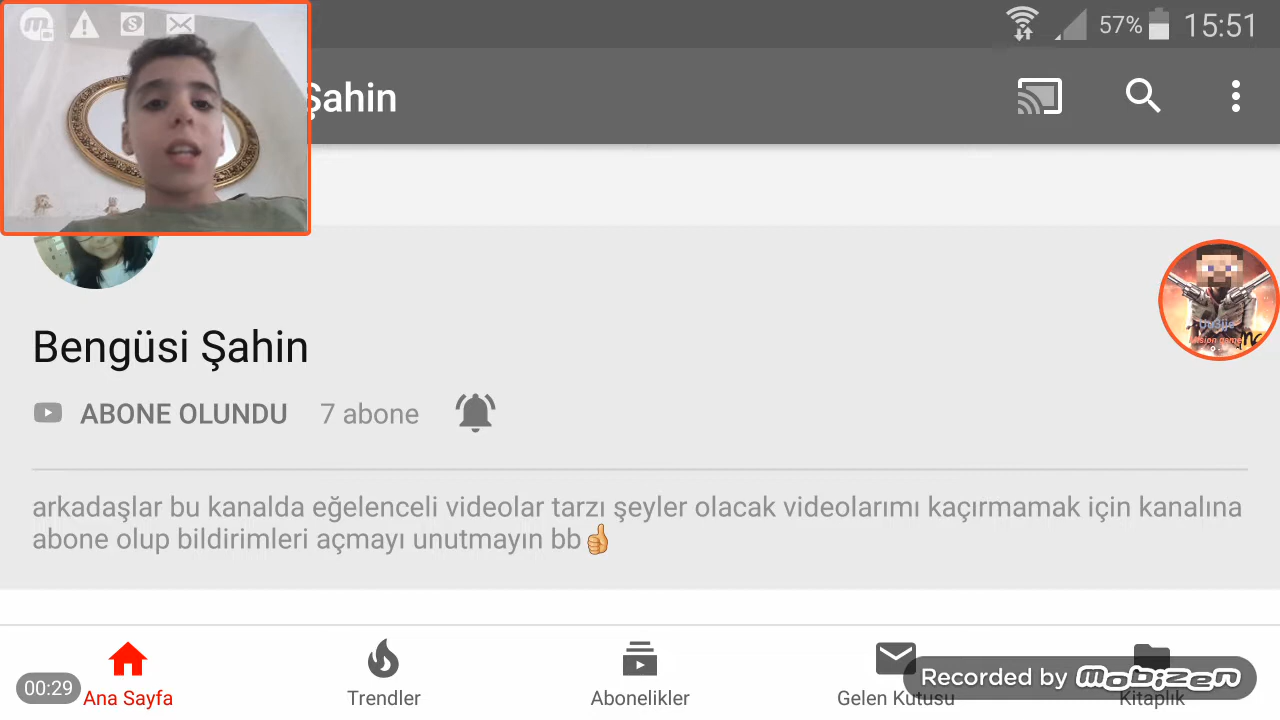 57% 15:51
Şahin
Bengüsi Şahin
ABONE OLUNDU 7 abone
arkadaşlar bu kanalda eğelenceli videolar tarzı şeyler olacak videolarımı kaçırmamak için kanalına
abone olup bildirimleri açmayı unutmayın bb👍
00:29 Ana Sayfa Trendler Abonelikler Gelen Kutusu Kitaplık
Recorded by mobizen